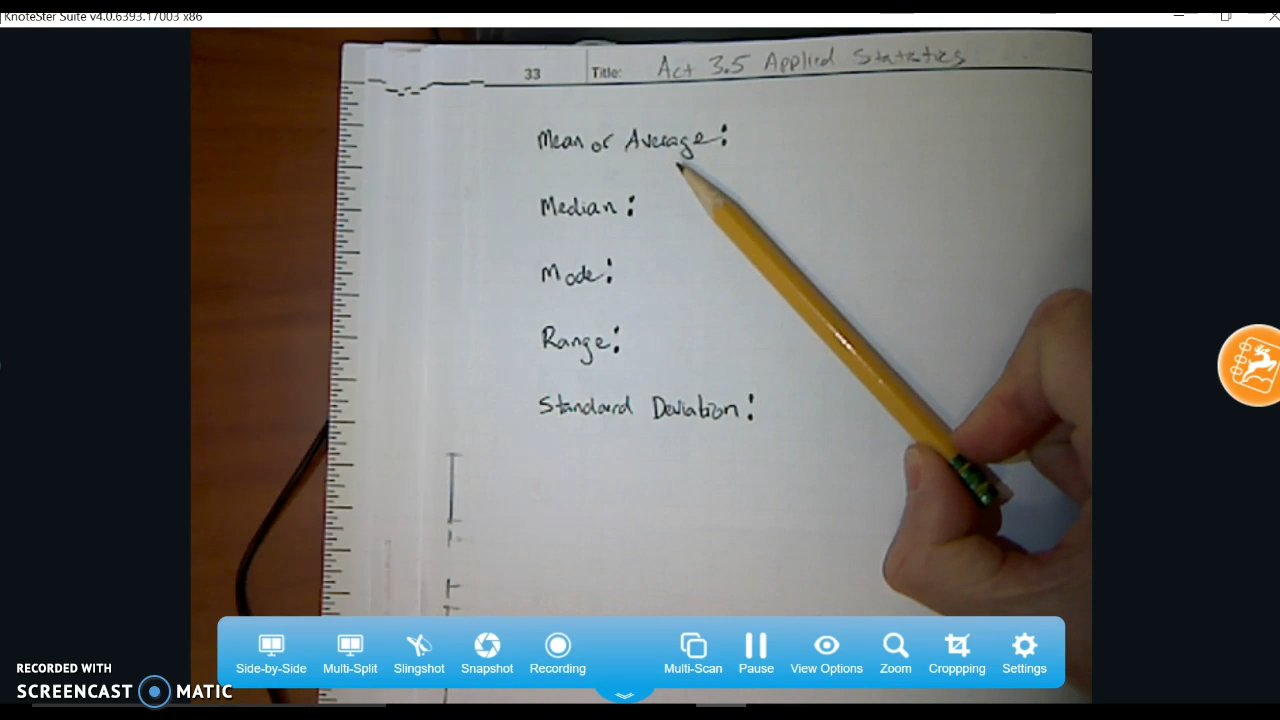 KnoteSter Suite v4.0.6393.17003 x86
33 Title: Act 3.5 Applied Statistics
Mean or Average:
Median:
Mode:
Range:
Standard Deviation:
Side-by-Side Multi-Split Slingshot Snapshot Recording Multi-Scan Pause View Options Zoom Croppping Settings
RECORDED WITH
SCREENCAST MATIC